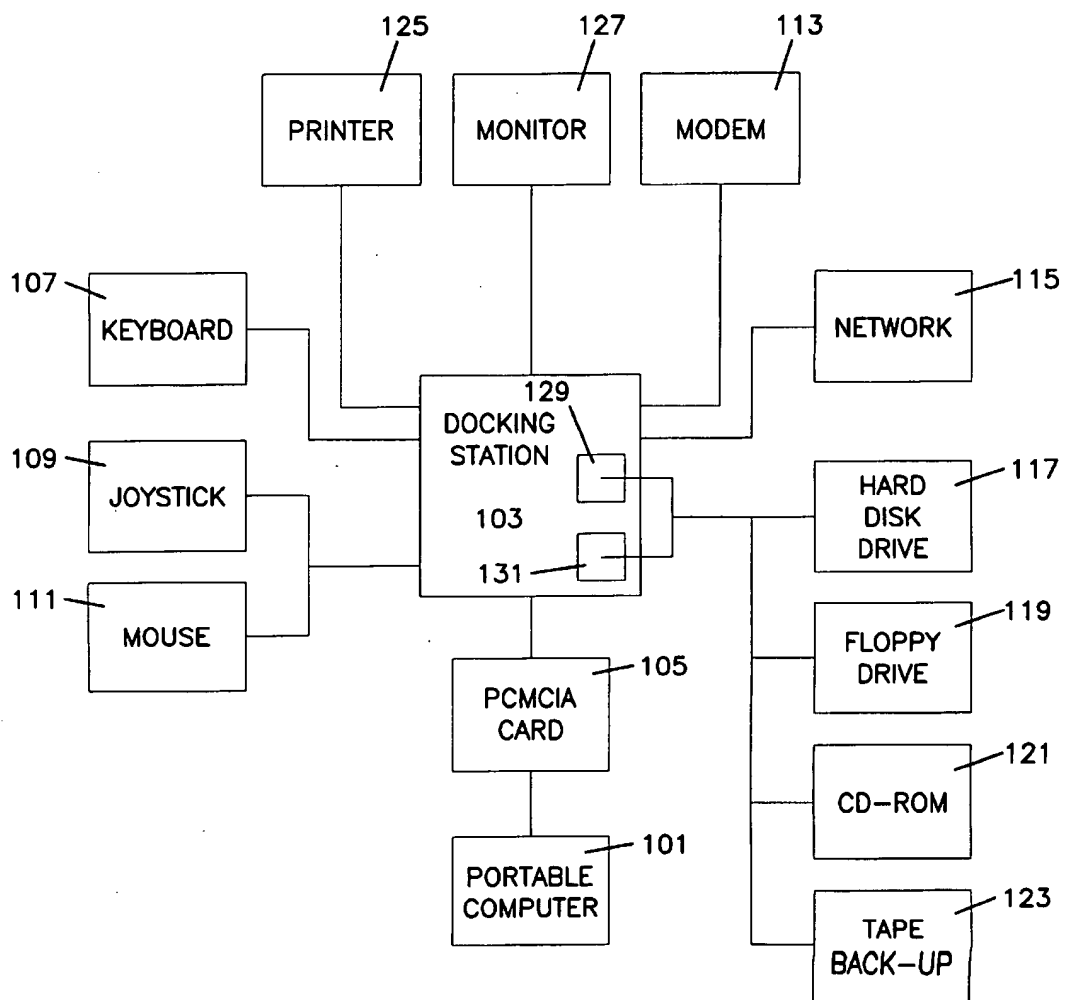 125
127
113
PRINTER
MONITOR
MODEM
107
KEYBOARD
115
NETWORK
129
DOCKING
STATION
103
131
109
JOYSTICK
111
MOUSE
117
HARD
DISK
DRIVE
119
FLOPPY
DRIVE
105
PCMCIA
CARD
121
CD-ROM
101
PORTABLE
COMPUTER
123
TAPE
BACK-UP